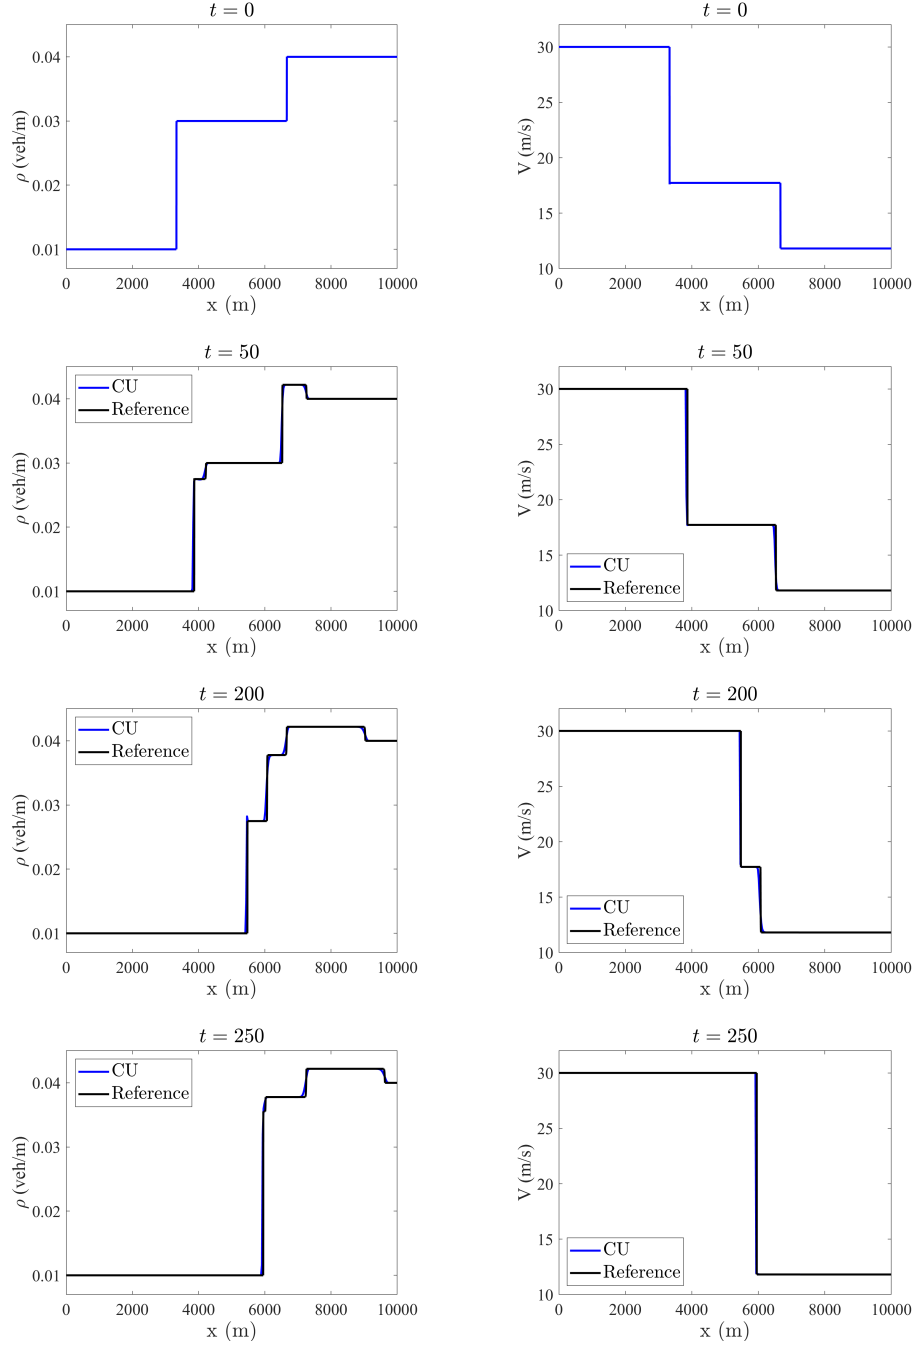 t = 0
0.04
0.03
0.02
0.01
ρ (veh/m)
0 2000 4000 6000 8000 10000
x (m)
t = 0
30
25
20
15
10
V (m/s)
0 2000 4000 6000 8000 10000
x (m)
t = 50
CU
Reference
0.04
0.03
0.02
0.01
ρ (veh/m)
0 2000 4000 6000 8000 10000
x (m)
t = 50
30
25
20
15
10
V (m/s)
CU
Reference
0 2000 4000 6000 8000 10000
x (m)
t = 200
CU
Reference
0.04
0.03
0.02
0.01
ρ (veh/m)
0 2000 4000 6000 8000 10000
x (m)
t = 200
30
25
20
15
10
V (m/s)
CU
Reference
0 2000 4000 6000 8000 10000
x (m)
t = 250
CU
Reference
0.04
0.03
0.02
0.01
ρ (veh/m)
0 2000 4000 6000 8000 10000
x (m)
t = 250
30
25
20
15
10
V (m/s)
CU
Reference
0 2000 4000 6000 8000 10000
x (m)